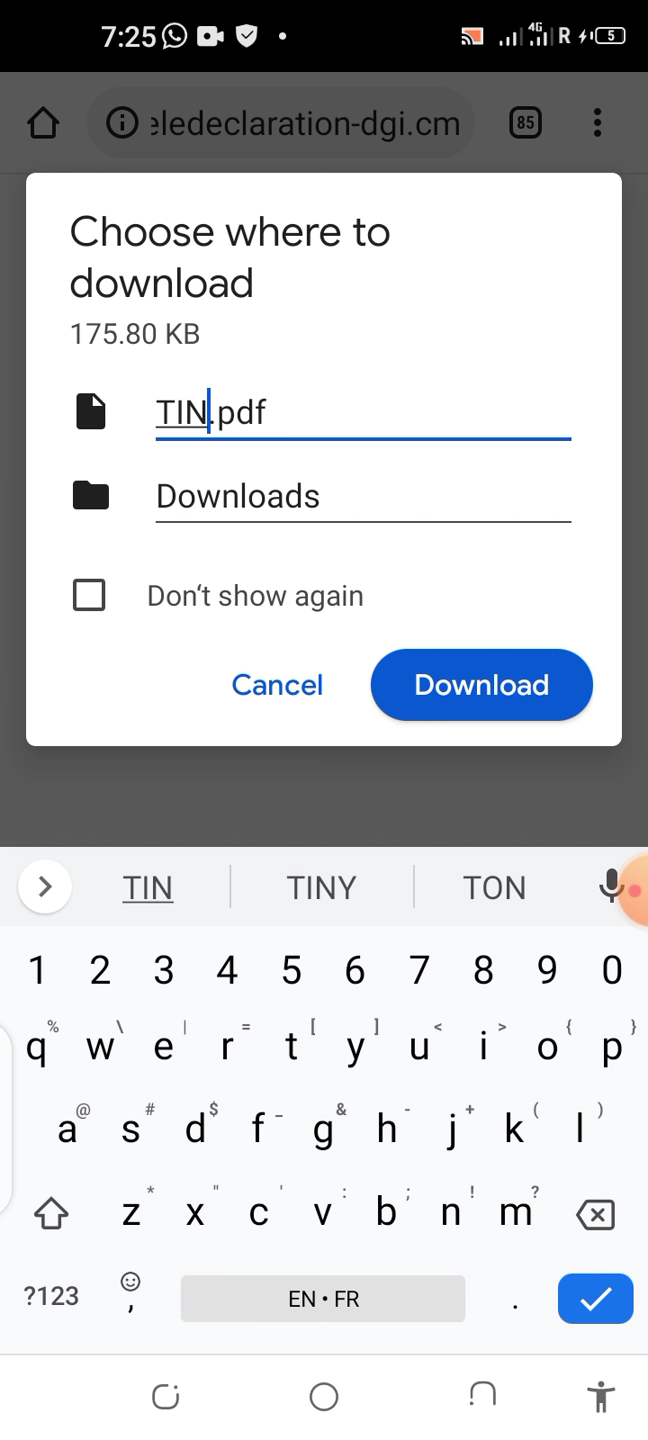 7:25
4G
R
5
eledeclaration-dgi.cm
85
Choose where to
download
175.80 KB
TIN.pdf
Downloads
Don't show again
Cancel
Download
TIN TINY TON
1 2 3 4 5 6 7 8 9 0
% \ | = [ ] < > { }
q w e r t y u i o p
@ # $ _ & - + ( )
a s d f g h j k l
* " ' : ; ! ?
z x c v b n m
?123 , EN • FR .